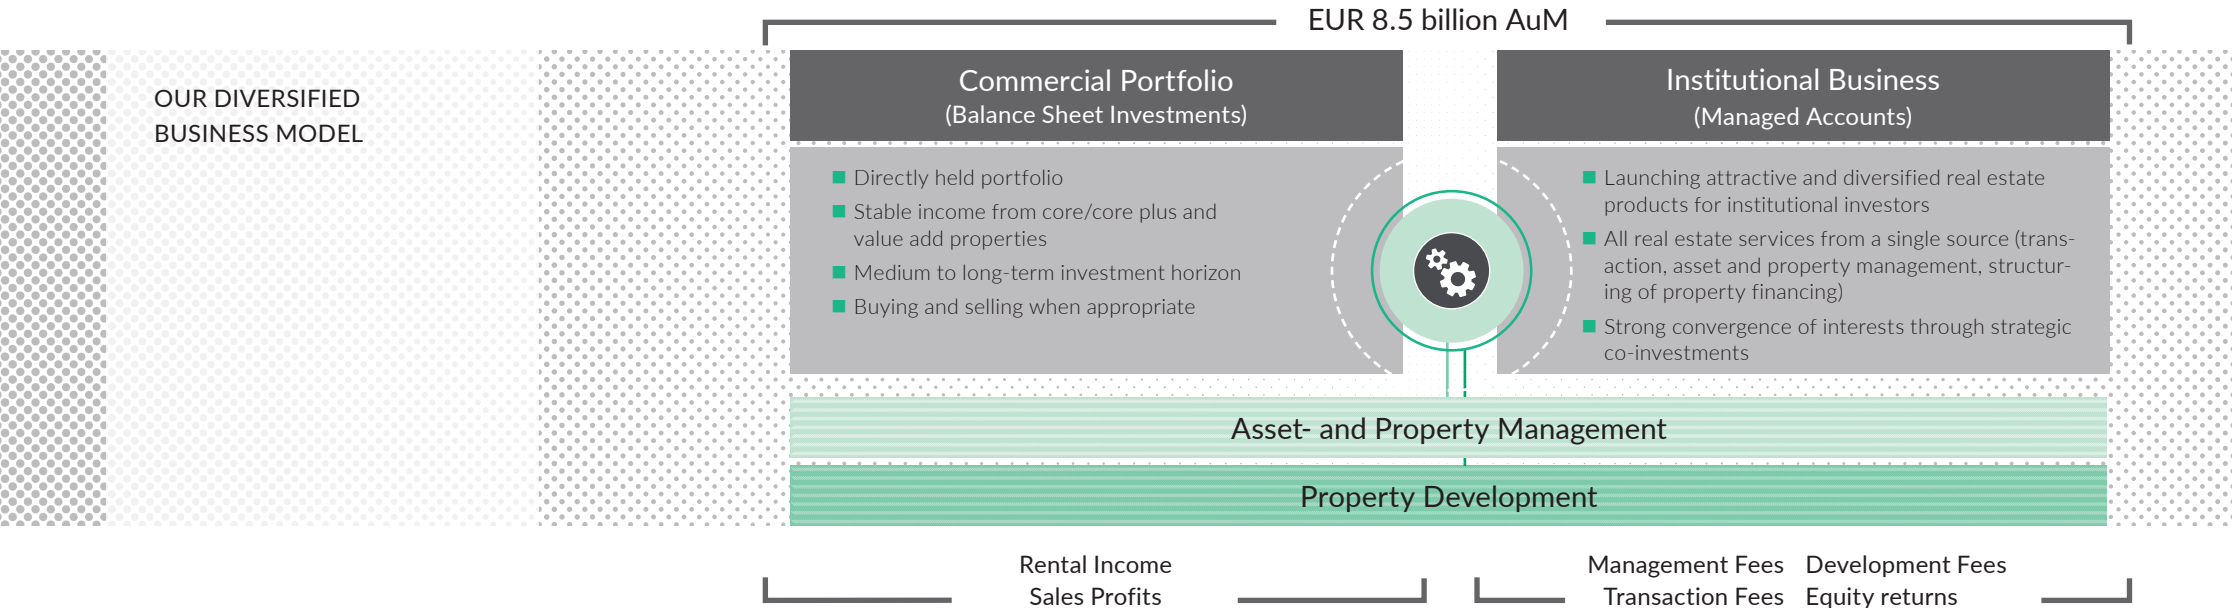 EUR 8.5 billion AuM
OUR DIVERSIFIED
BUSINESS MODEL
Commercial Portfolio
(Balance Sheet Investments)
Directly held portfolio
Stable income from core/core plus and
value add properties
Medium to long-term investment horizon
Buying and selling when appropriate
Institutional Business
(Managed Accounts)
Launching attractive and diversified real estate
products for institutional investors
All real estate services from a single source (trans-
action, asset and property management, structur-
ing of property financing)
Strong convergence of interests through strategic
co-investments
Asset- and Property Management
Property Development
Rental Income
Sales Profits
Management Fees Development Fees
Transaction Fees Equity returns